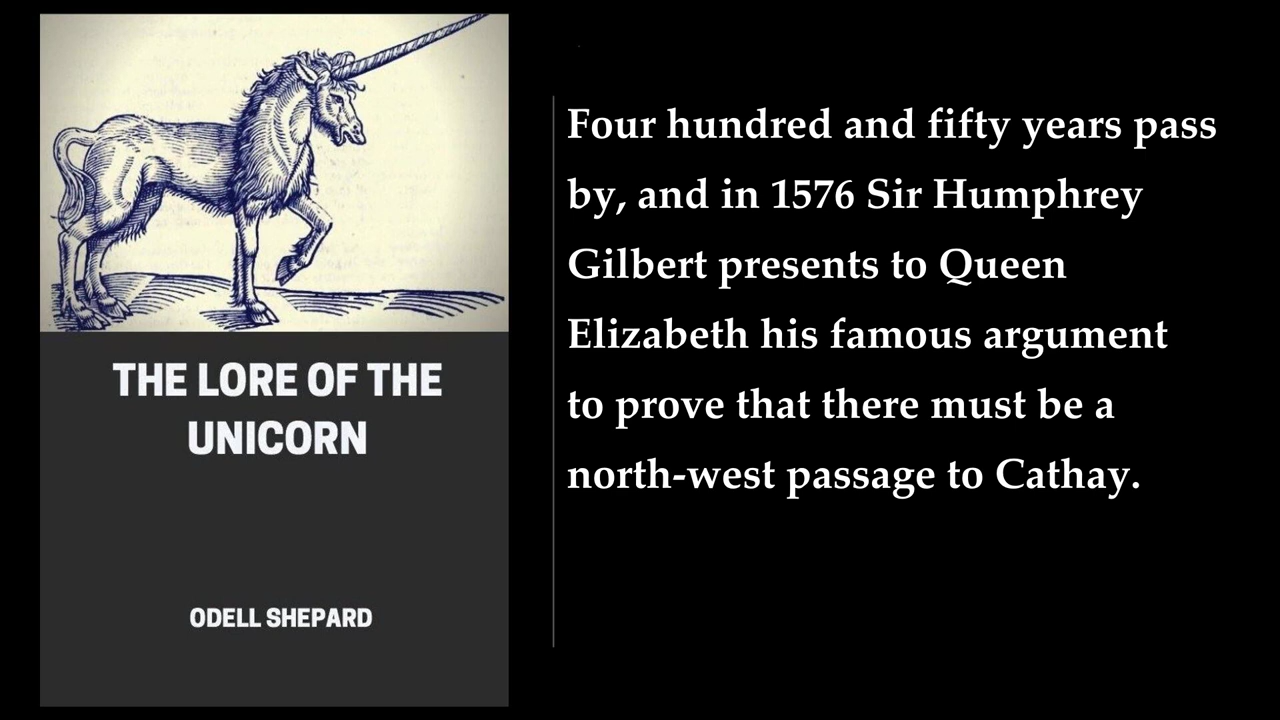 THE LORE OF THE
UNICORN
ODELL SHEPARD
Four hundred and fifty years pass
by, and in 1576 Sir Humphrey
Gilbert presents to Queen
Elizabeth his famous argument
to prove that there must be a
north-west passage to Cathay.